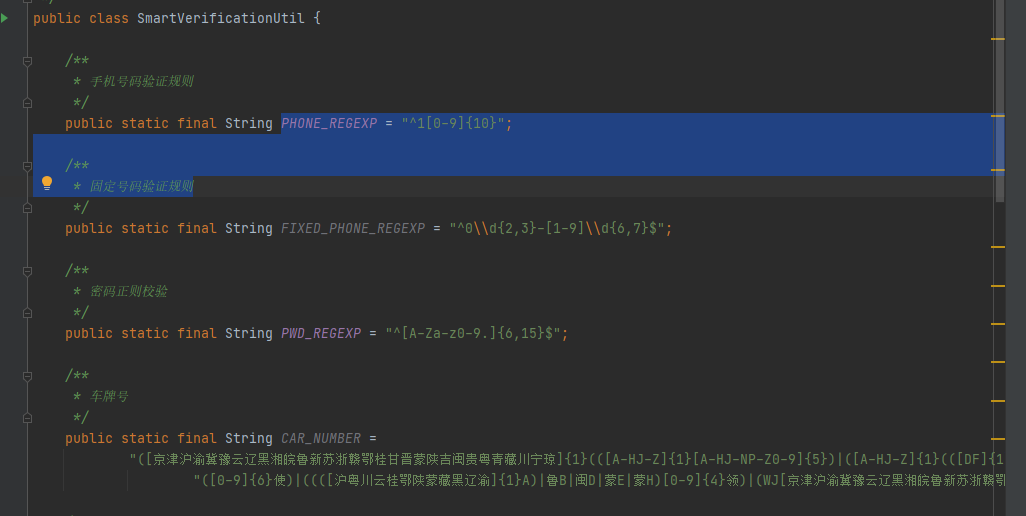 public class SmartVerificationUtil {
/**
* 手机号码验证规则
*/
public static final String PHONE_REGEXP = "^1[0-9]{10}";
/**
* 固定号码验证规则
*/
public static final String FIXED_PHONE_REGEXP = "^0\\d{2,3}-[1-9]\\d{6,7}$";
/**
* 密码正则校验
*/
public static final String PWD_REGEXP = "^[A-Za-z0-9.]{6,15}$";
/**
* 车牌号
*/
public static final String CAR_NUMBER =
"([京津沪渝冀豫云辽黑湘皖鲁新苏浙赣鄂桂甘晋蒙陕吉闽贵粤青藏川宁琼]{1}(([A-HJ-Z]{1}[A-HJ-NP-Z0-9]{5})|([A-HJ-Z]{1}(([DF]{1
"([0-9]{6}使)|((([沪粤川云桂鄂陕蒙藏黑辽渝]{1}A)|鲁B|闽D|蒙E|蒙H)[0-9]{4}领)|(WJ[京津沪渝冀豫云辽黑湘皖鲁新苏浙赣鄂